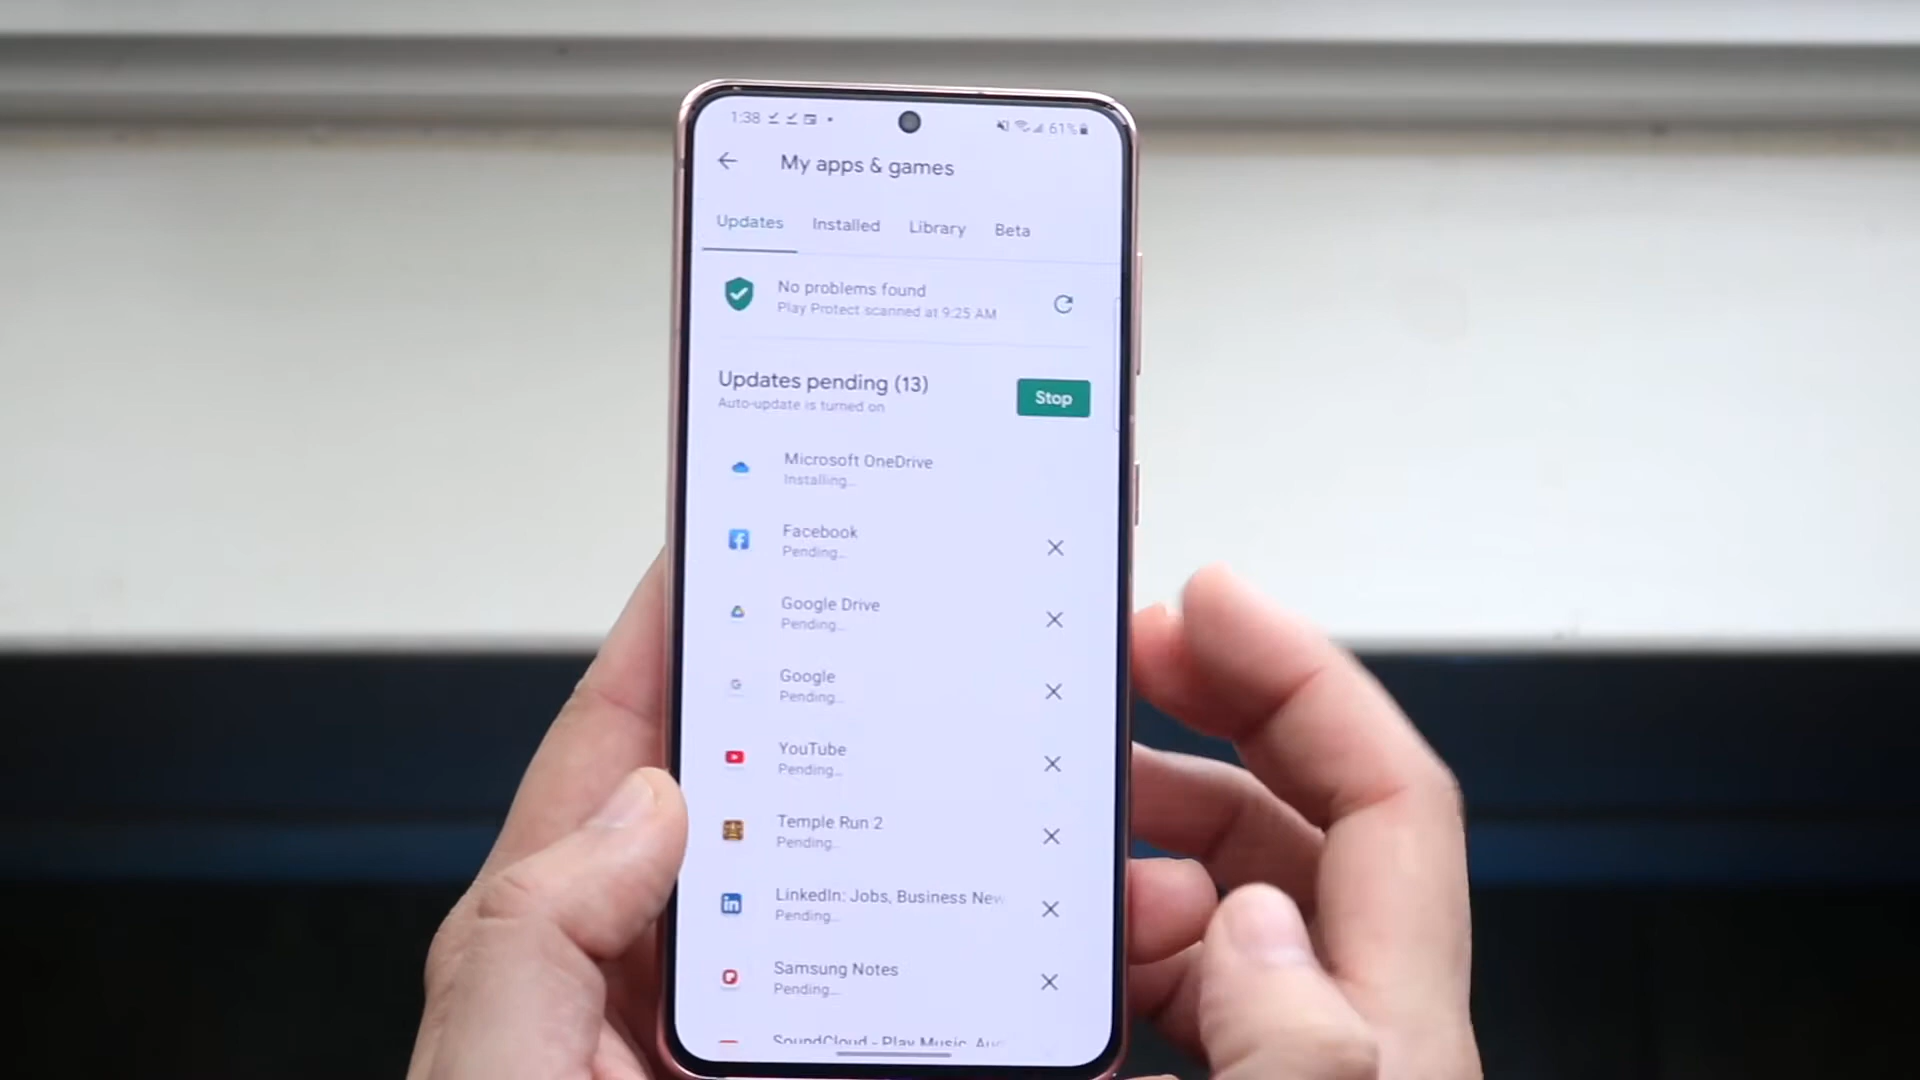 1:38
61%
My apps & games
Updates Installed Library Beta
No problems found
Play Protect scanned at 9:25 AM
Updates pending (13)
Auto-update is turned on
Stop
Microsoft OneDrive
Installing...
Facebook
Pending...
Google Drive
Pending...
Google
Pending...
YouTube
Pending...
Temple Run 2
Pending...
LinkedIn: Jobs, Business New
Pending...
Samsung Notes
Pending...
SoundCloud - Play Music, Au